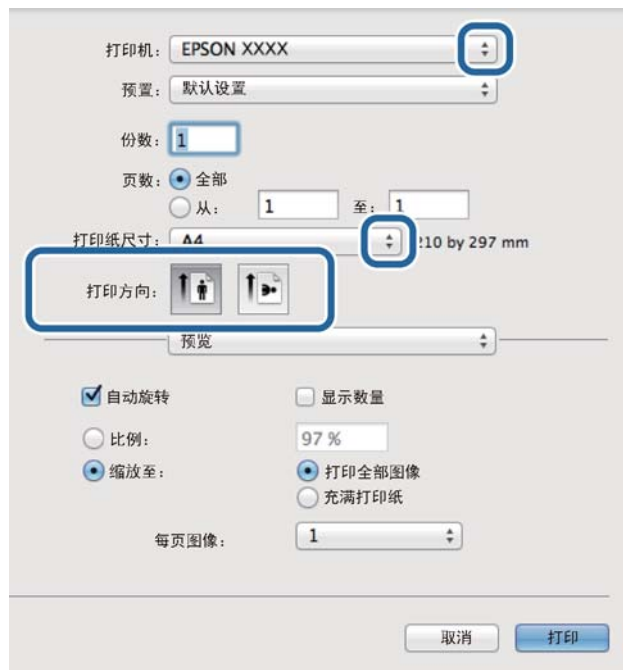 打印机： EPSON XXXX
预置： 默认设置
份数： 1
页数： 全部
从： 1 至： 1
打印纸尺寸： A4 210 by 297 mm
打印方向：
预览
自动旋转 显示数量
比例： 97 %
缩放至： 打印全部图像
充满打印纸
每页图像： 1
取消 打印